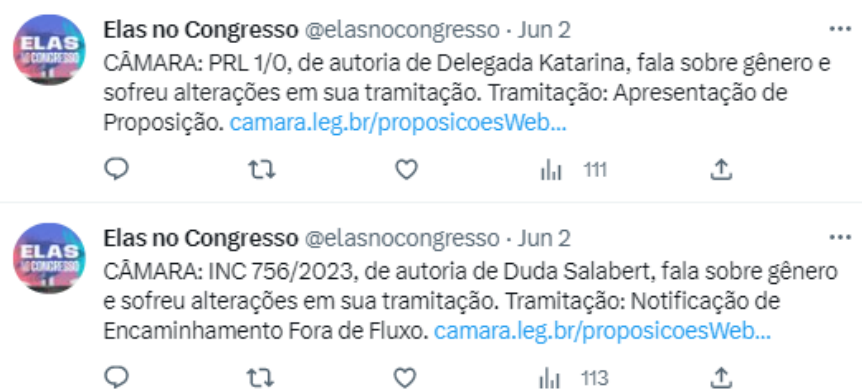 Elas no Congresso @elasnocongresso · Jun 2
CÂMARA: PRL 1/0, de autoria de Delegada Katarina, fala sobre gênero e
sofreu alterações em sua tramitação. Tramitação: Apresentação de
Proposição. camara.leg.br/proposicoesWeb...
111
ELAS
NO CONGRESSO
Elas no Congresso @elasnocongresso · Jun 2
CÂMARA: INC 756/2023, de autoria de Duda Salabert, fala sobre gênero
e sofreu alterações em sua tramitação. Tramitação: Notificação de
Encaminhamento Fora de Fluxo. camara.leg.br/proposicoesWeb...
113
ELAS
NO CONGRESSO